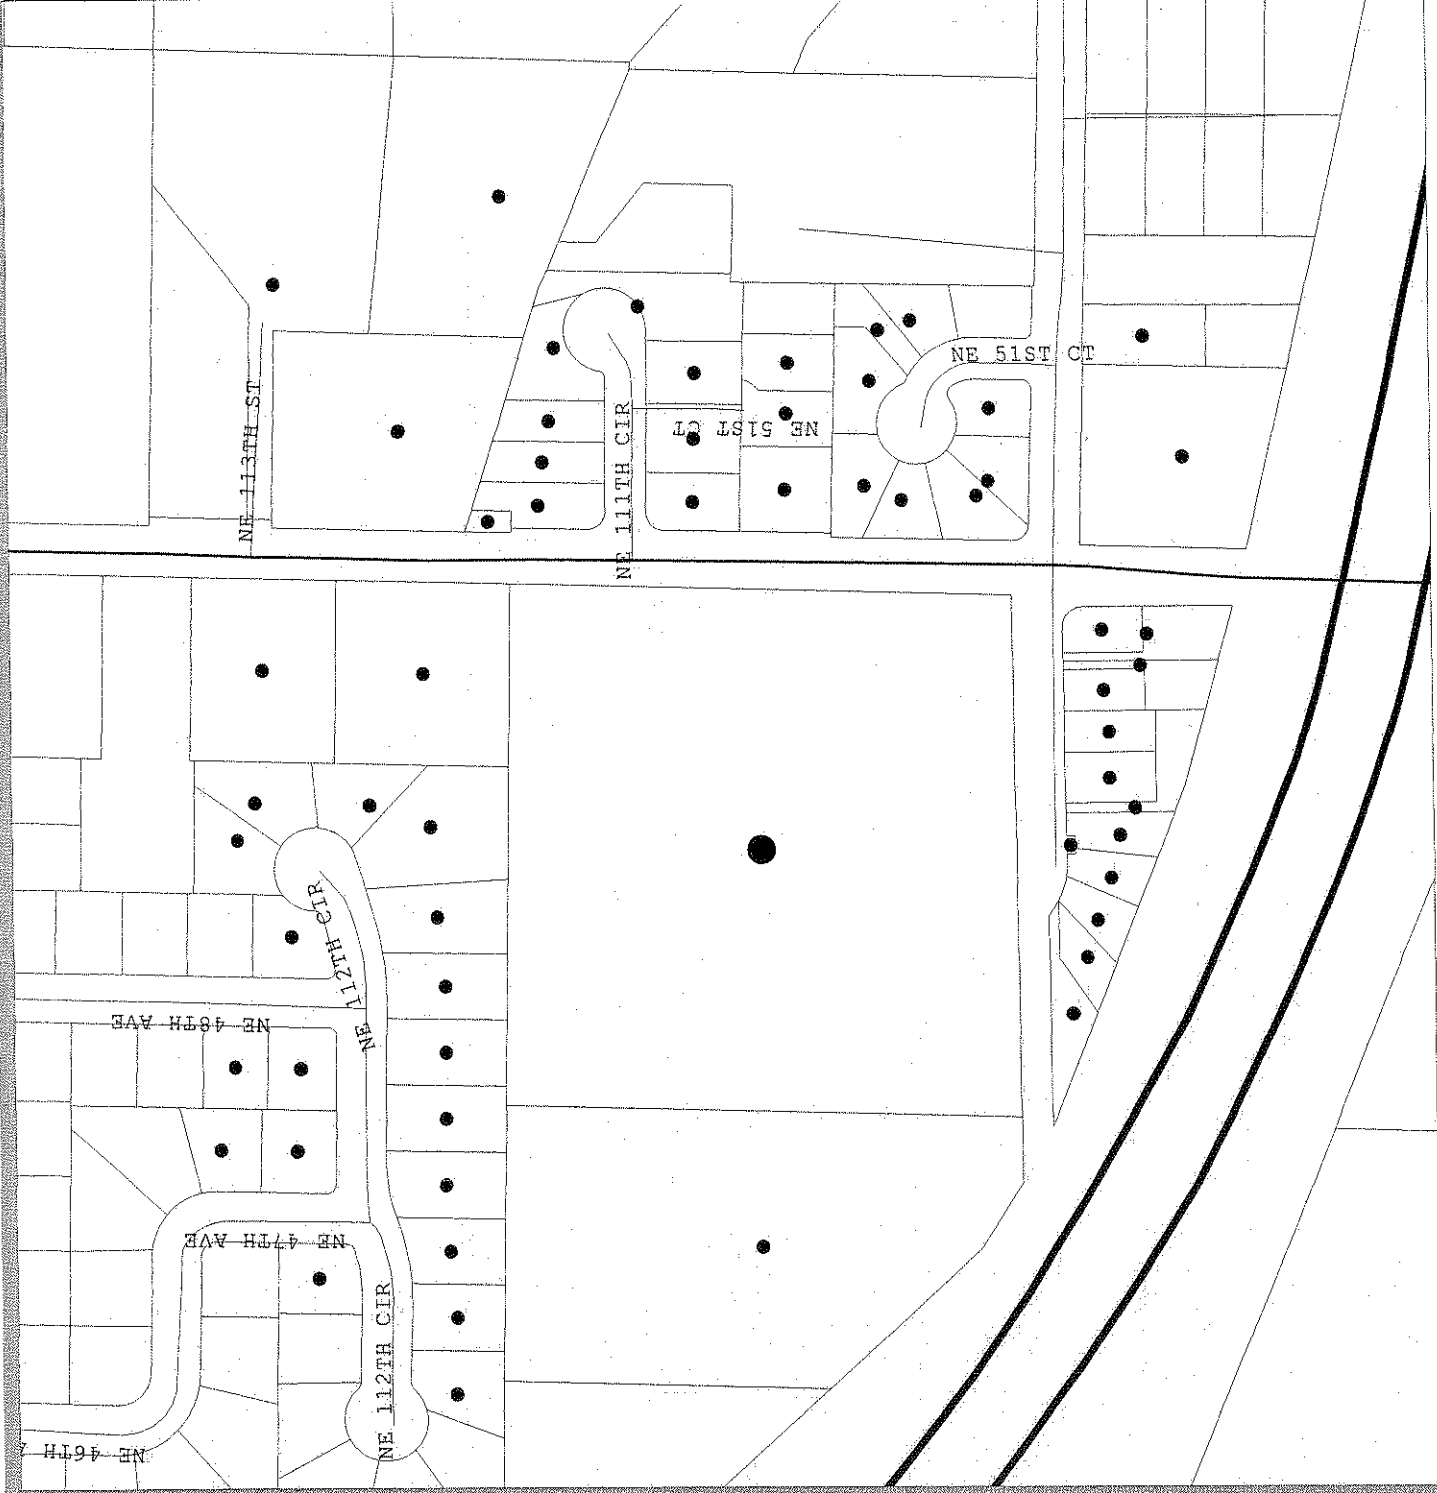 NE 51ST CT
NE 113TH ST
NE 111TH CIR
NE 51ST CT
NE 112TH CIR
NE 48TH AVE
NE 47TH AVE
NE 112TH CIR
NE 46TH